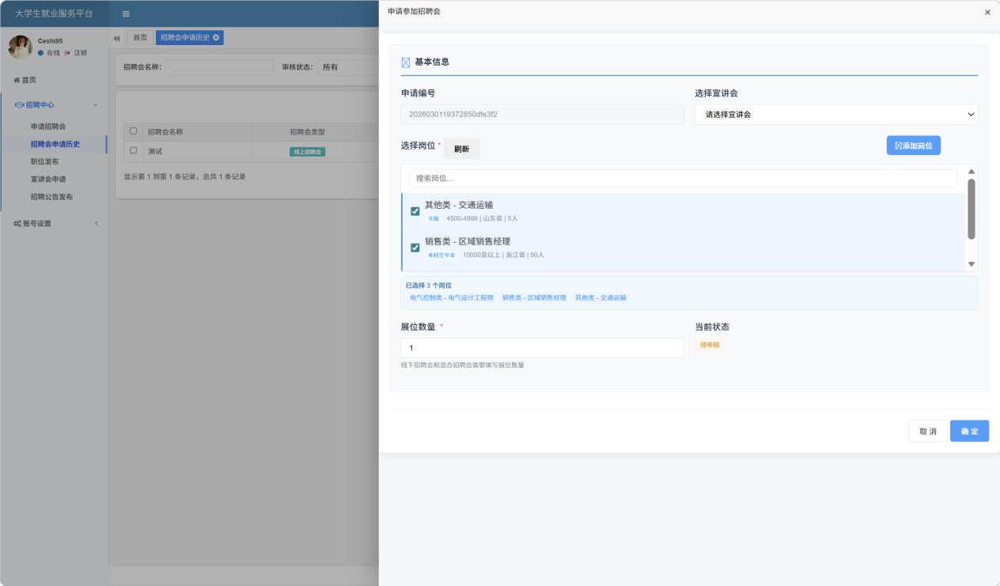 大学生就业服务平台
Ceshi95
在线 注销
首页
招聘中心
申请招聘会
招聘会申请历史
职位发布
宣讲会申请
招聘公告发布
账号设置
首页 招聘会申请历史
招聘会名称： 审核状态： 所有
招聘会名称 招聘会类型
测试 线上招聘会
显示第 1 到第 1 条记录，总共 1 条记录
申请参加招聘会
基本信息
申请编号 选择宣讲会
2026030119372850dfe3f2 请选择宣讲会
选择岗位 * 刷新 添加岗位
搜索岗位...
其他类 - 交通运输
不限 4500-4999 | 山东省 | 5人
销售类 - 区域销售经理
本科生毕业 10000及以上 | 浙江省 | 50人
已选择 3 个岗位
电气控制类 - 电气设计工程师 销售类 - 区域销售经理 其他类 - 交通运输
展位数量 * 当前状态
1 待审核
线下招聘会和混合招聘会需要填写展位数量
取 消 确 定